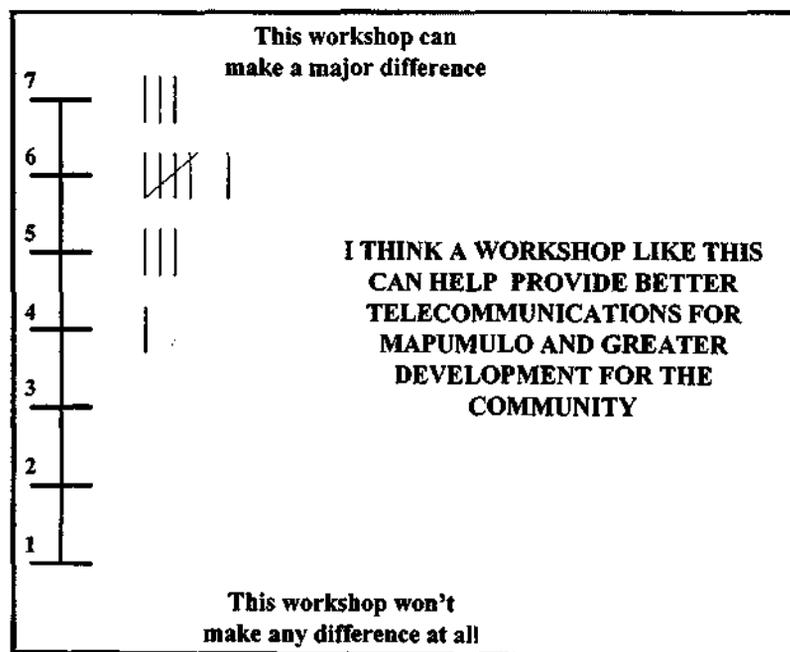 This workshop can
make a major difference
7
6
5
I THINK A WORKSHOP LIKE THIS
CAN HELP PROVIDE BETTER
TELECOMMUNICATIONS FOR
MAPUMULO AND GREATER
DEVELOPMENT FOR THE
COMMUNITY
4
3
2
1
This workshop won't
make any difference at all